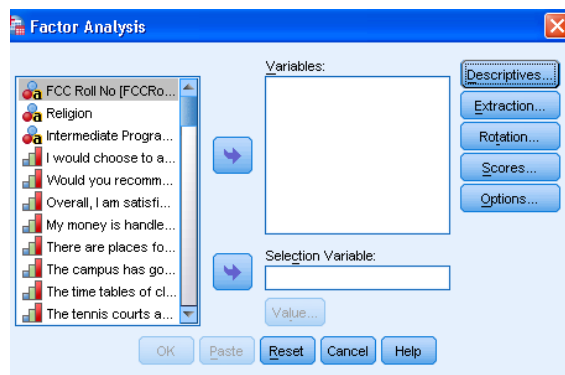 Factor Analysis
Variables:
FCC Roll No [FCCRo...
Religion
Intermediate Progra...
I would choose to a...
Would you recomm...
Overall, I am satisfi...
My money is handle...
There are places fo...
The campus has go...
The time tables of cl...
The tennis courts a...
Descriptives...
Extraction...
Rotation...
Scores...
Options...
Selection Variable:
Value...
OK Paste Reset Cancel Help